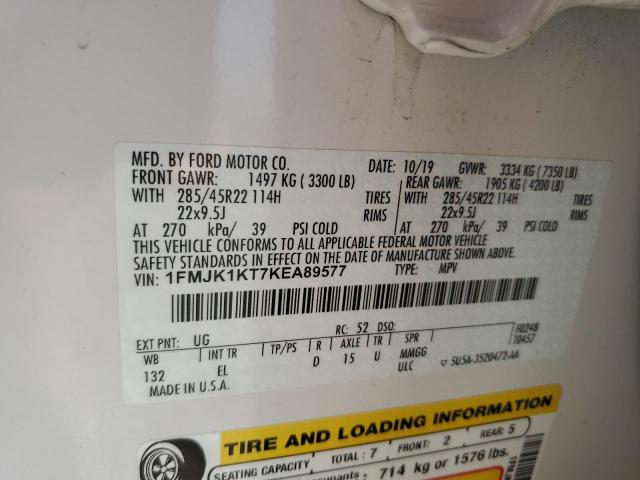 MFD. BY FORD MOTOR CO. DATE: 10/19 GVWR: 3334 KG (7350 LB)
FRONT GAWR: 1497 KG (3300 LB) REAR GAWR: 1905 KG (4200 LB)
WITH 285/45R22 114H TIRES WITH 285/45R22 114H TIRES
22x9.5J RIMS 22x9.5J RIMS
AT 270 kPa/ 39 PSI COLD AT 270 kPa/ 39 PSI COLD
THIS VEHICLE CONFORMS TO ALL APPLICABLE FEDERAL MOTOR VEHICLE
SAFETY STANDARDS IN EFFECT ON THE DATE OF MANUFACTURE SHOWN ABOVE.
VIN: 1FMJK1KT7KEA89577 TYPE: MPV
F0248
10457
EXT PNT: UG RC: 52 DSO:
WB INT TR TP/PS R AXLE TR SPR
132 EL D 15 U MMGG
ULC
MADE IN U.S.A.
TIRE AND LOADING INFORMATION
SEATING CAPACITY TOTAL: 7 FRONT: 2 REAR: 5
714 kg or 1576 lbs.